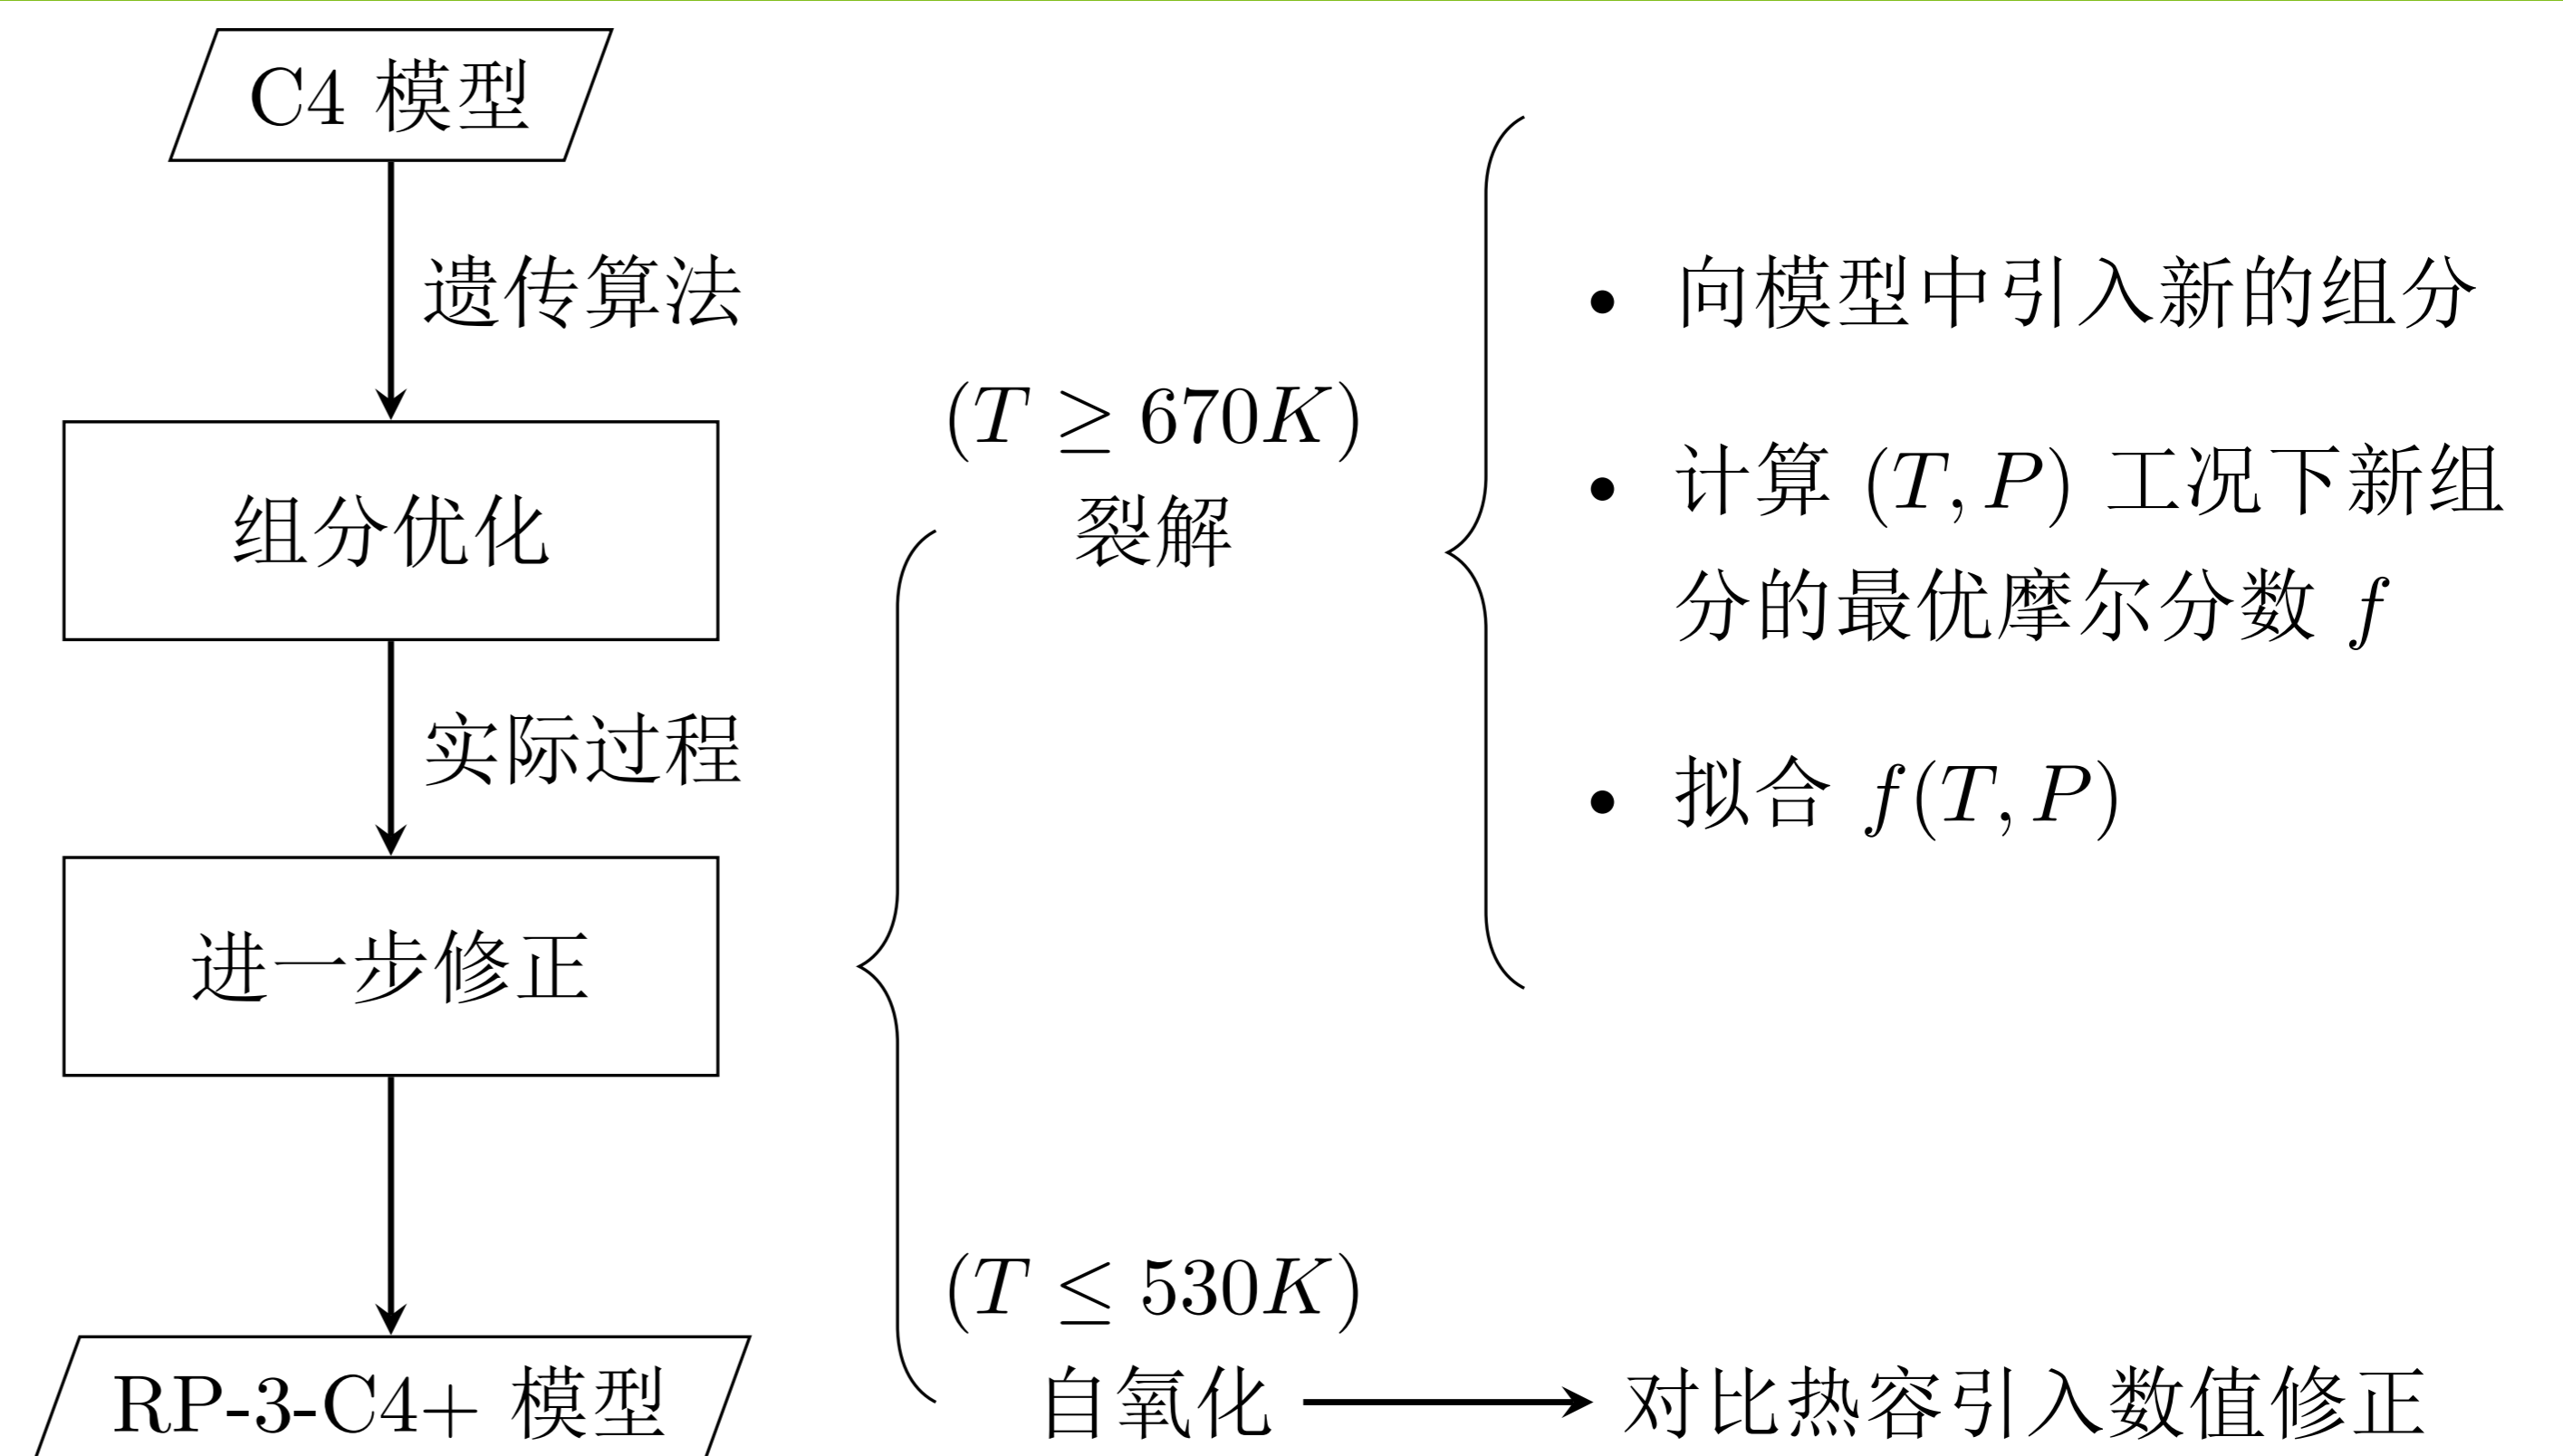 C4 模型
遗传算法
组分优化
实际过程
进一步修正
RP-3-C4+ 模型
(T ≥ 670K)
裂解
• 向模型中引入新的组分
• 计算 (T, P) 工况下新组
分的最优摩尔分数 f
• 拟合 f(T, P)
(T ≤ 530K)
自氧化
对比热容引入数值修正